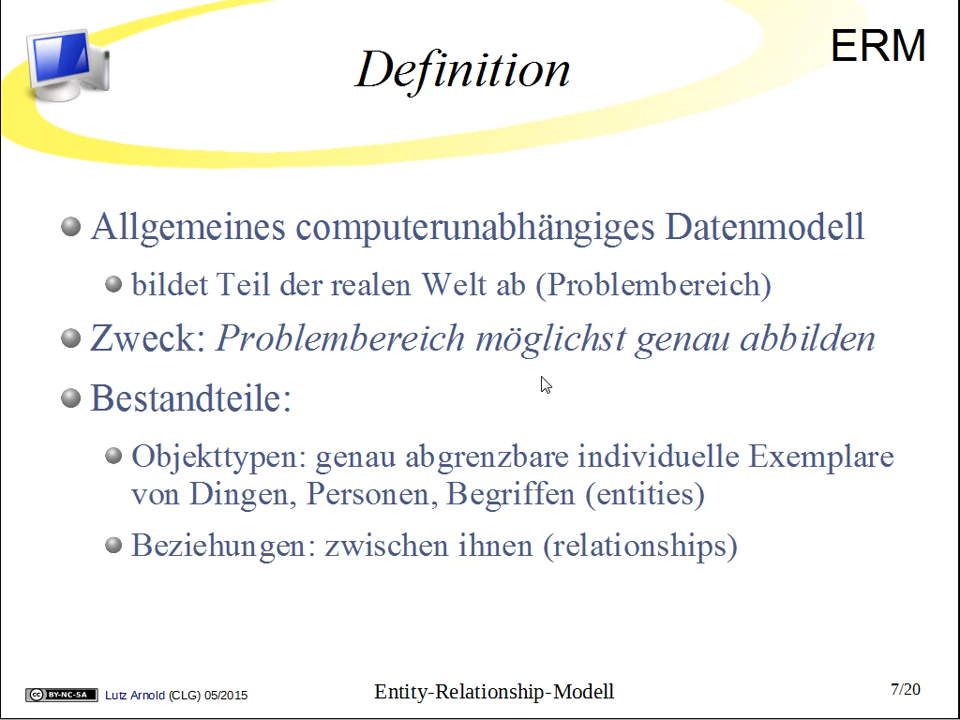 ERM
Definition
Allgemeines computerunabhängiges Datenmodell
bildet Teil der realen Welt ab (Problembereich)
Zweck: Problembereich möglichst genau abbilden
Bestandteile:
Objekttypen: genau abgrenzbare individuelle Exemplare
von Dingen, Personen, Begriffen (entities)
Beziehungen: zwischen ihnen (relationships)
cc BY-NC-SA Lutz Arnold (CLG) 05/2015
Entity-Relationship-Modell
7/20